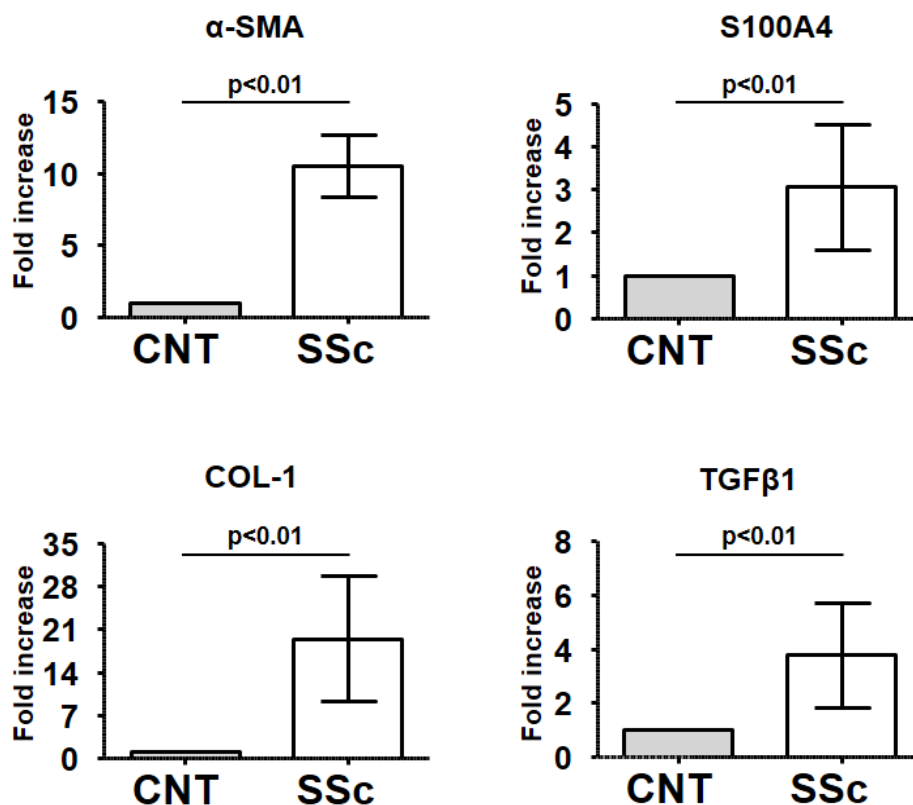 α-SMA
p<0.01
Fold increase
15
10
5
0
CNT SSc
S100A4
p<0.01
Fold increase
5
4
3
2
1
0
CNT SSc
COL-1
p<0.01
Fold increase
35
28
21
14
7
0
CNT SSc
TGFβ1
p<0.01
Fold increase
8
6
4
2
0
CNT SSc